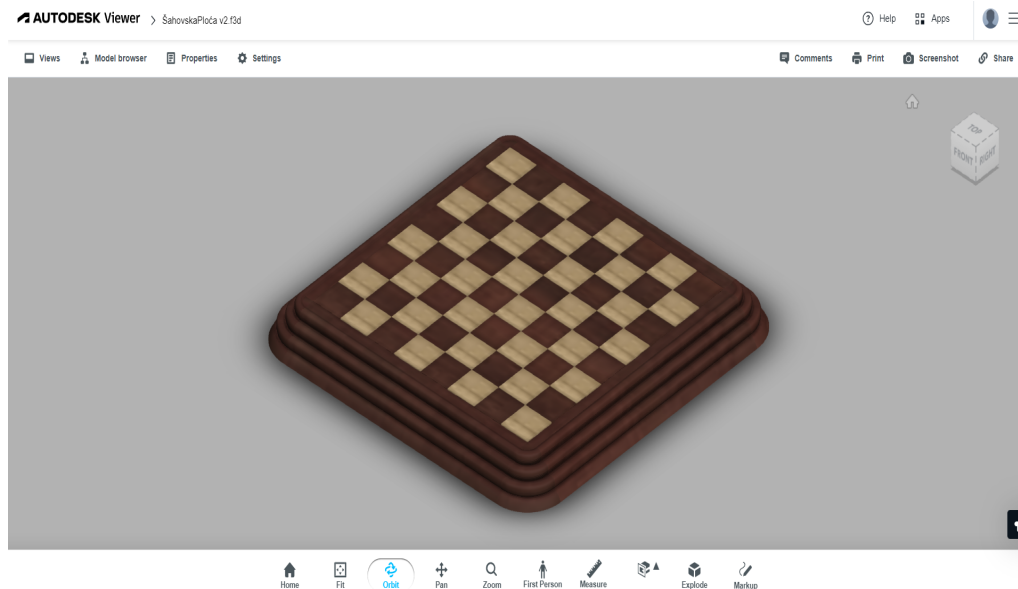 AUTODESK Viewer > ŠahovskaPloča v2.f3d
Help Apps
Views Model browser Properties Settings
Comments Print Screenshot Share
TOP
FRONT RIGHT
Home Fit Orbit Pan Zoom First Person Measure Explode Markup